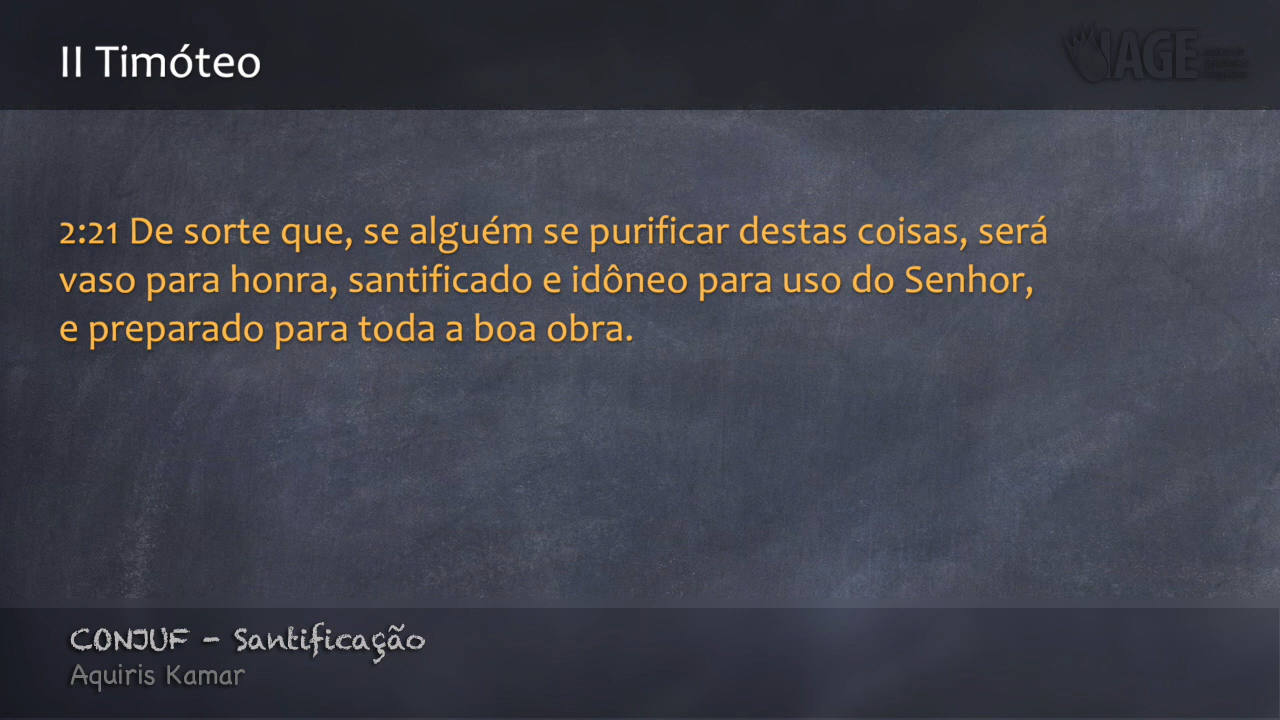 II Timóteo
IAGE
2:21 De sorte que, se alguém se purificar destas coisas, será
vaso para honra, santificado e idôneo para uso do Senhor,
e preparado para toda a boa obra.
CONJUF - Santificação
Aquiris Kamar